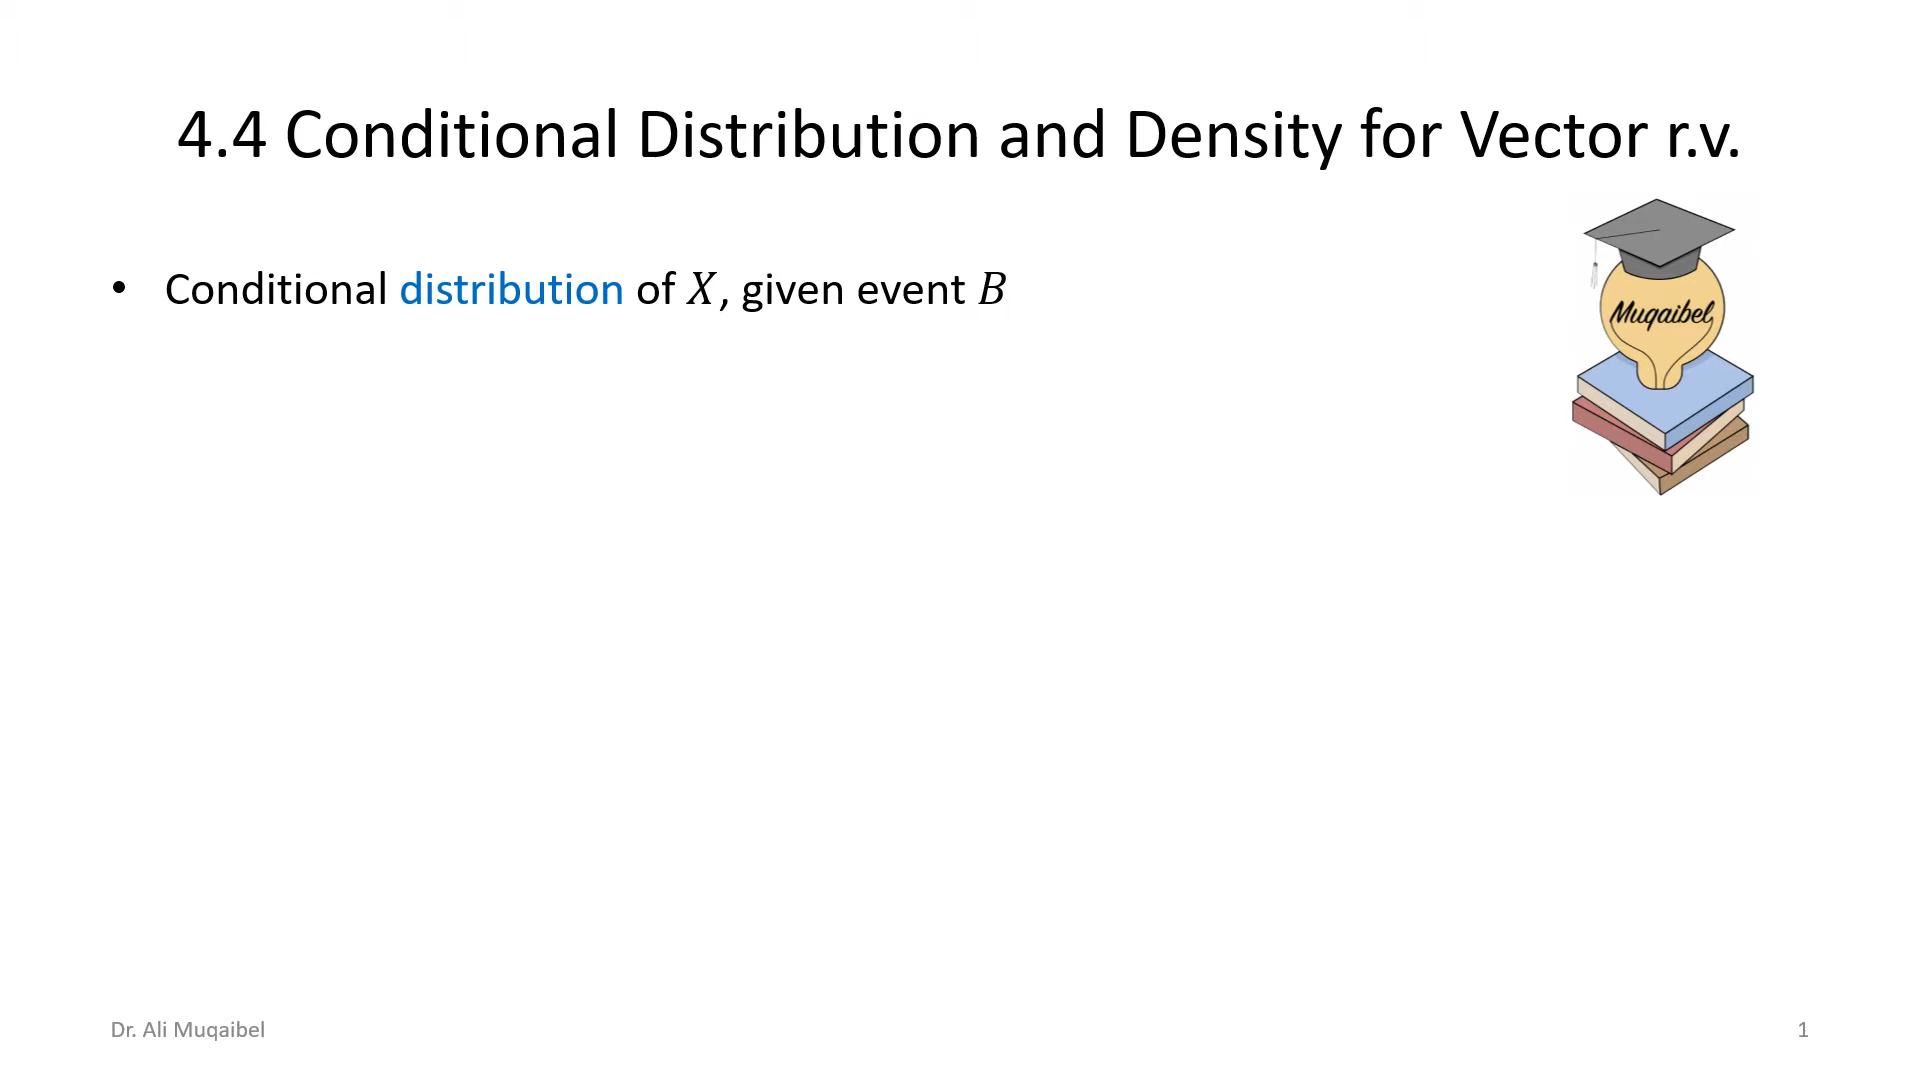 4.4 Conditional Distribution and Density for Vector r.v.
• Conditional distribution of X, given event B
Muqaibel
Dr. Ali Muqaibel
1